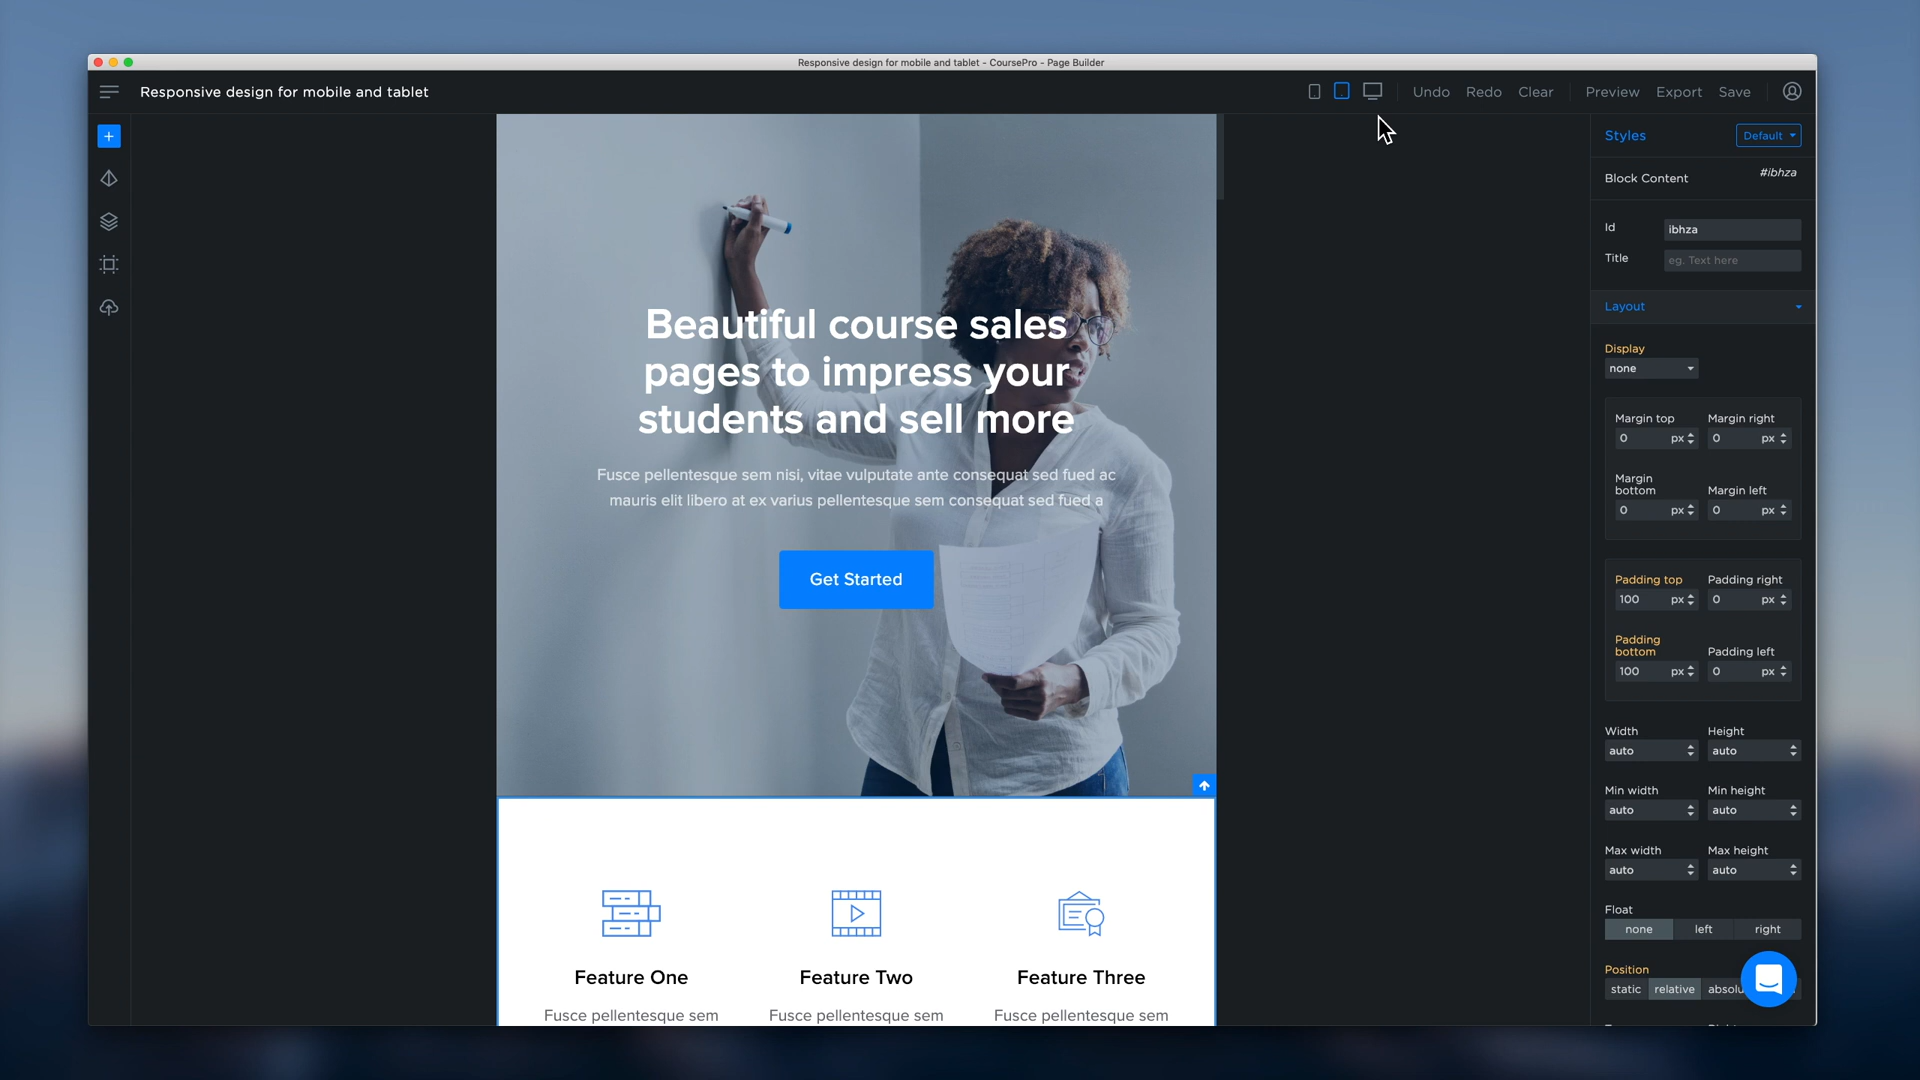 Responsive design for mobile and tablet - CoursePro - Page Builder
Responsive design for mobile and tablet
Undo Redo Clear Preview Export Save
Beautiful course sales
pages to impress your
students and sell more
Fusce pellentesque sem nisi, vitae vulputate ante consequat sed fued ac
mauris elit libero at ex varius pellentesque sem consequat sed fued a
Get Started
Feature One
Feature Two
Feature Three
Fusce pellentesque sem
Fusce pellentesque sem
Fusce pellentesque sem
Styles
Default
Block Content
#ibhza
Id
ibhza
Title
eg. Text here
Layout
Display
none
Margin top Margin right
0 px 0 px
Margin
bottom Margin left
0 px 0 px
Padding top Padding right
100 px 0 px
Padding
bottom Padding left
100 px 0 px
Width Height
auto auto
Min width Min height
auto auto
Max width Max height
auto auto
Float
none left right
Position
static relative absolu